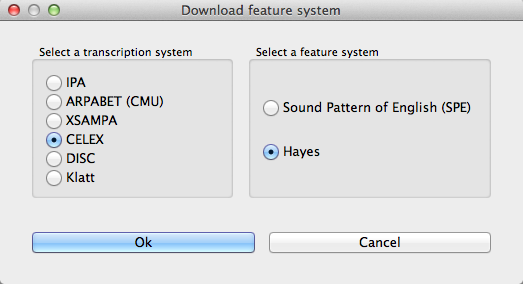 Download feature system
Select a transcription system
Select a feature system
IPA
ARPABET (CMU)
XSAMPA
CELEX
DISC
Klatt
Sound Pattern of English (SPE)
Hayes
Ok
Cancel